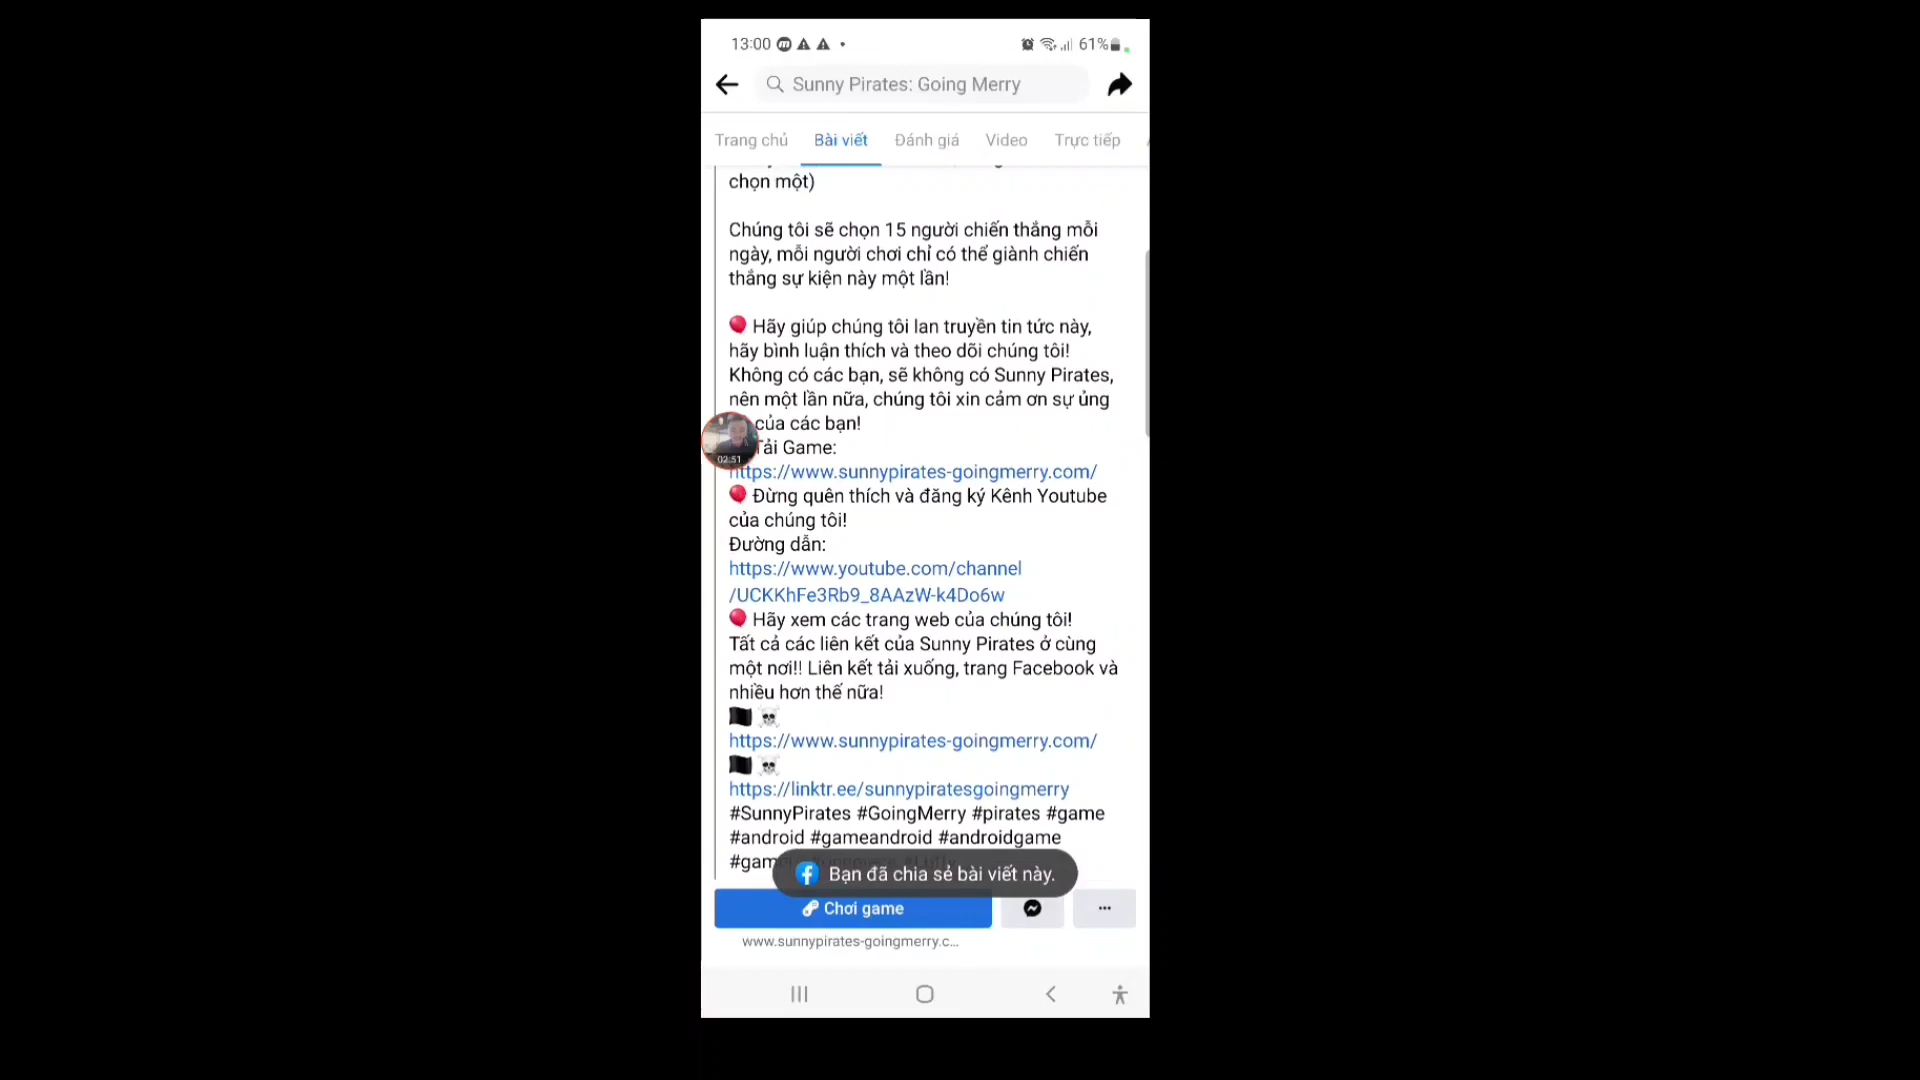 13:00
61%
Sunny Pirates: Going Merry
Trang chủ Bài viết Đánh giá Video Trực tiếp
chọn một)
Chúng tôi sẽ chọn 15 người chiến thắng mỗi
ngày, mỗi người chơi chỉ có thể giành chiến
thắng sự kiện này một lần!
Hãy giúp chúng tôi lan truyền tin tức này,
hãy bình luận thích và theo dõi chúng tôi!
Không có các bạn, sẽ không có Sunny Pirates,
nên một lần nữa, chúng tôi xin cảm ơn sự ủng
của các bạn!
Tải Game:
02:51
https://www.sunnypirates-goingmerry.com/
Đừng quên thích và đăng ký Kênh Youtube
của chúng tôi!
Đường dẫn:
https://www.youtube.com/channel
/UCKKhFe3Rb9_8AAzW-k4Do6w
Hãy xem các trang web của chúng tôi!
Tất cả các liên kết của Sunny Pirates ở cùng
một nơi!! Liên kết tải xuống, trang Facebook và
nhiều hơn thế nữa!
https://www.sunnypirates-goingmerry.com/
https://linktr.ee/sunnypiratesgoingmerry
#SunnyPirates #GoingMerry #pirates #game
#android #gameandroid #androidgame
Bạn đã chia sẻ bài viết này.
Chơi game
www.sunnypirates-goingmerry.c...